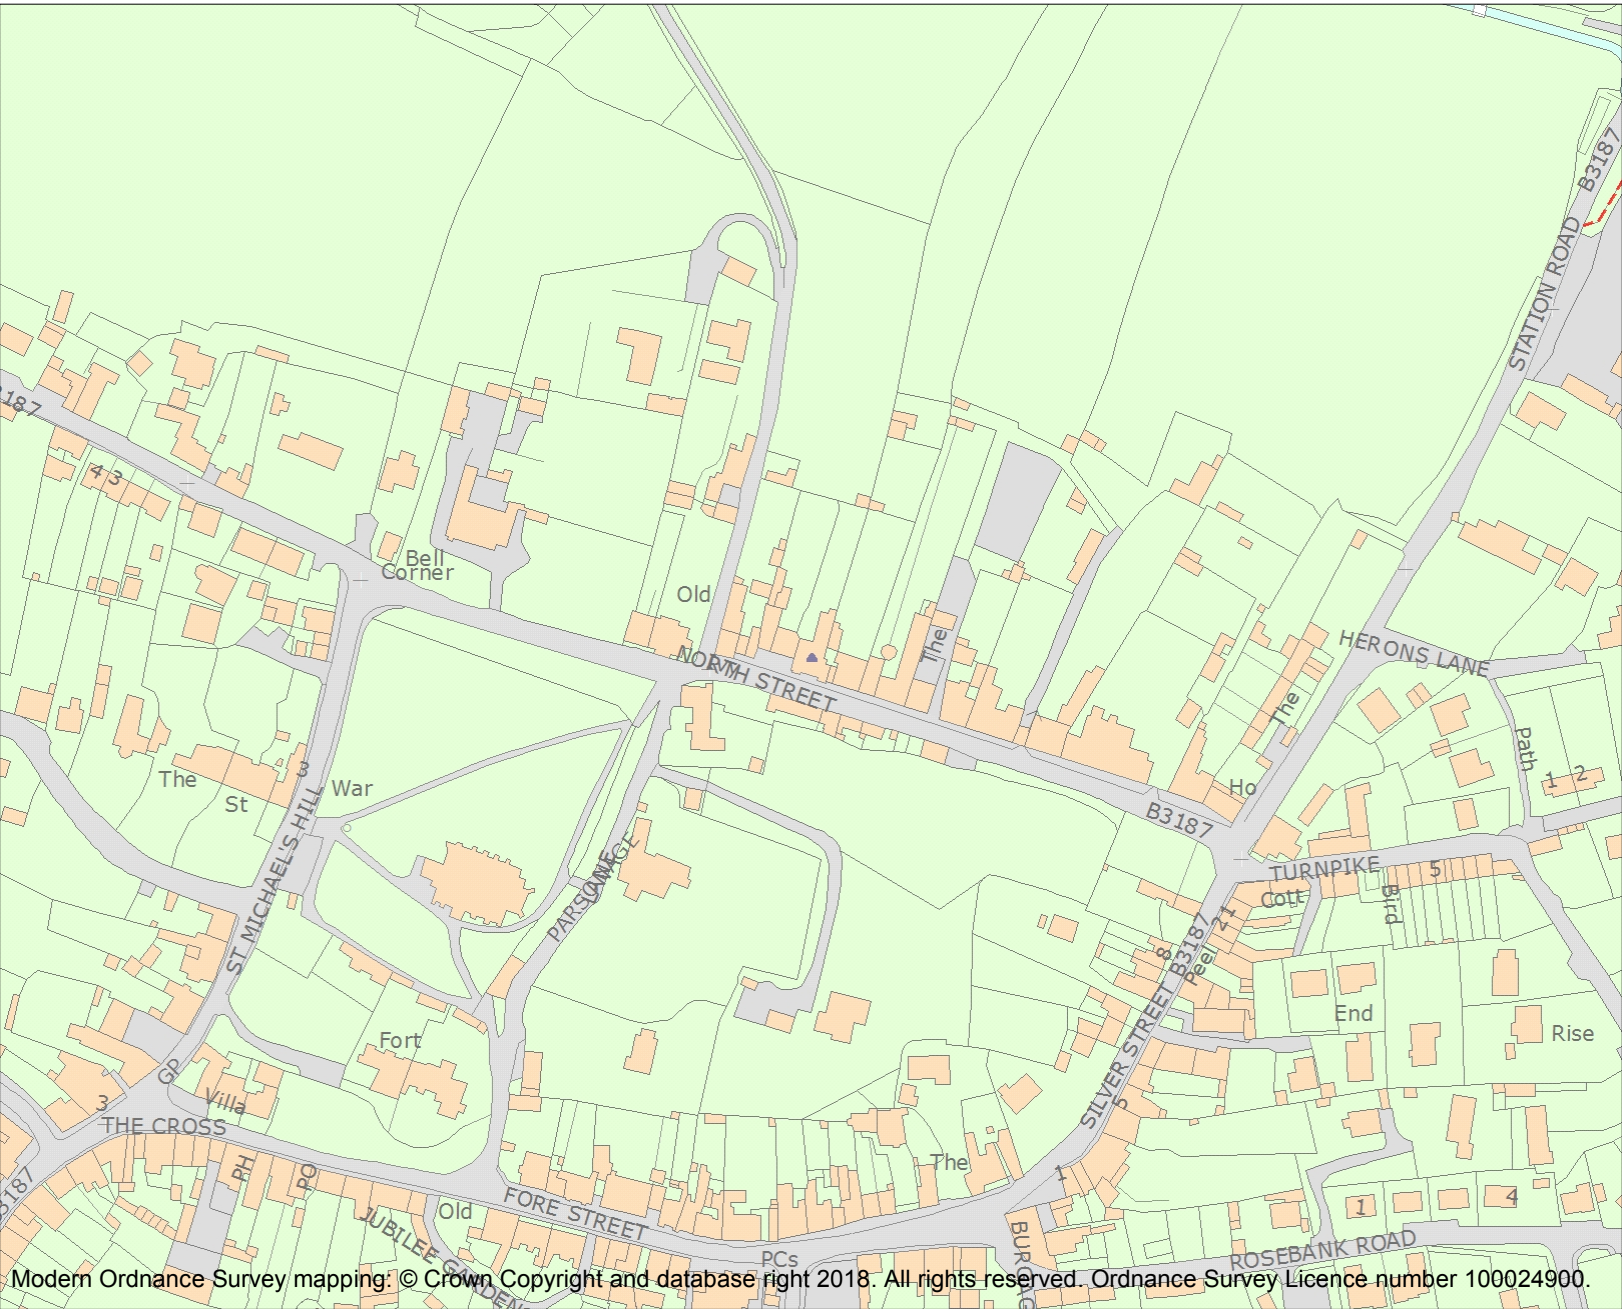 B3187
STATION ROAD
3187
4 3
Bell
Corner
Old
The
NORTH STREET
HERONS LANE
The
Path
1 2
The
St
3
War
Ho
B3187
ST MICHAEL'S HILL
PARSONAGE
LANE
TURNPIKE
5
Cott
Bird
21
B3187
8
Peel
End
Rise
Fort
SILVER STREET
GP
Villa
3
THE CROSS
5
PH
PO
The
1
1
4
B3187
Old
FORE STREET
JUBILEE GARDENS
PCs
ROSEBANK ROAD
Modern Ordnance Survey mapping: © Crown Copyright and database right 2018. All rights reserved. Ordnance Survey Licence number 100024900.